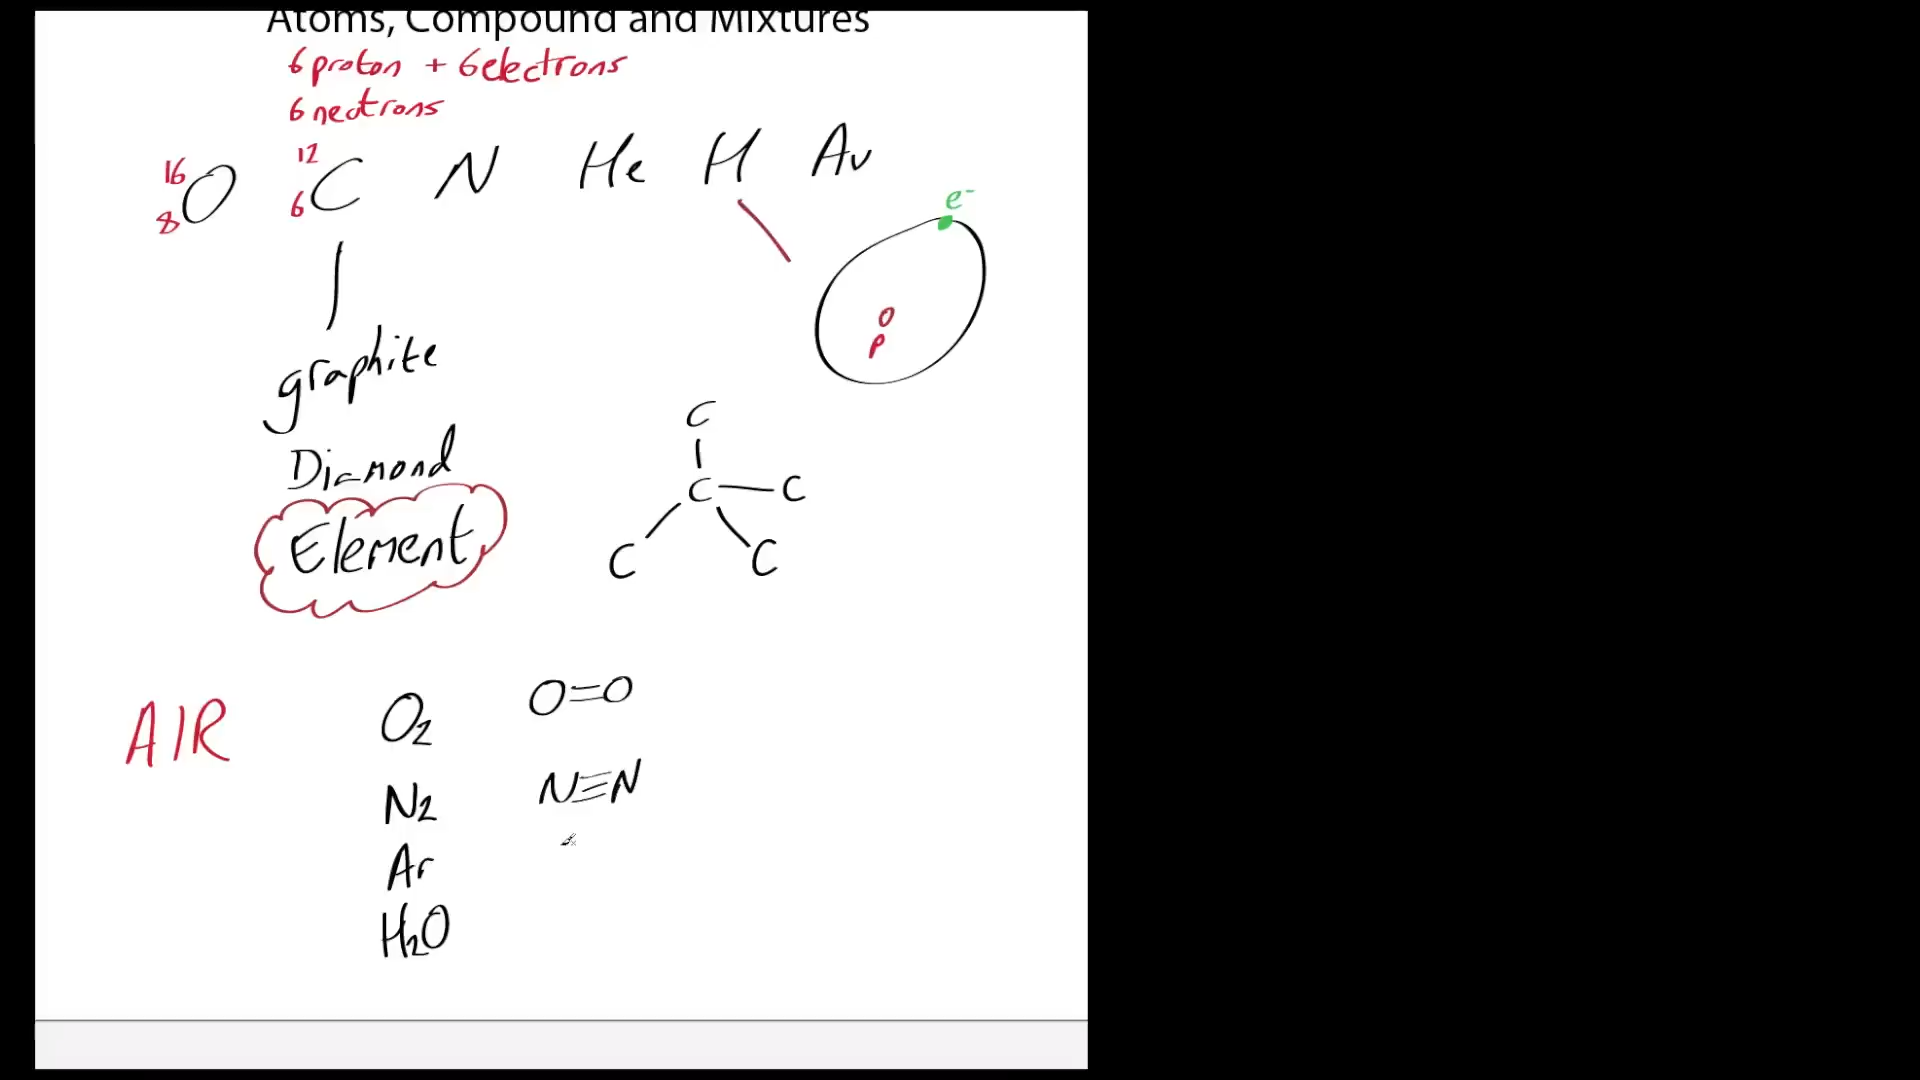 Atoms, Compound and Mixtures
6 proton + 6 electrons
6 neutrons
16 8 O 12 6 C N He H Au
e-
O
P
graphite
Diamond
Element
C
C C
C C
AIR
O2 O=O
N2 N≡N
Ar
H2O